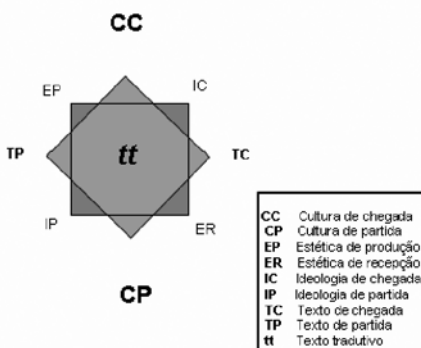 CC
EP IC
TP tt TC
IP ER
CP
CC Cultura de chegada
CP Cultura de partida
EP Estética de produção
ER Estética de recepção
IC Ideologia de chegada
IP Ideologia de partida
TC Texto de chegada
TP Texto de partida
tt Texto tradutivo